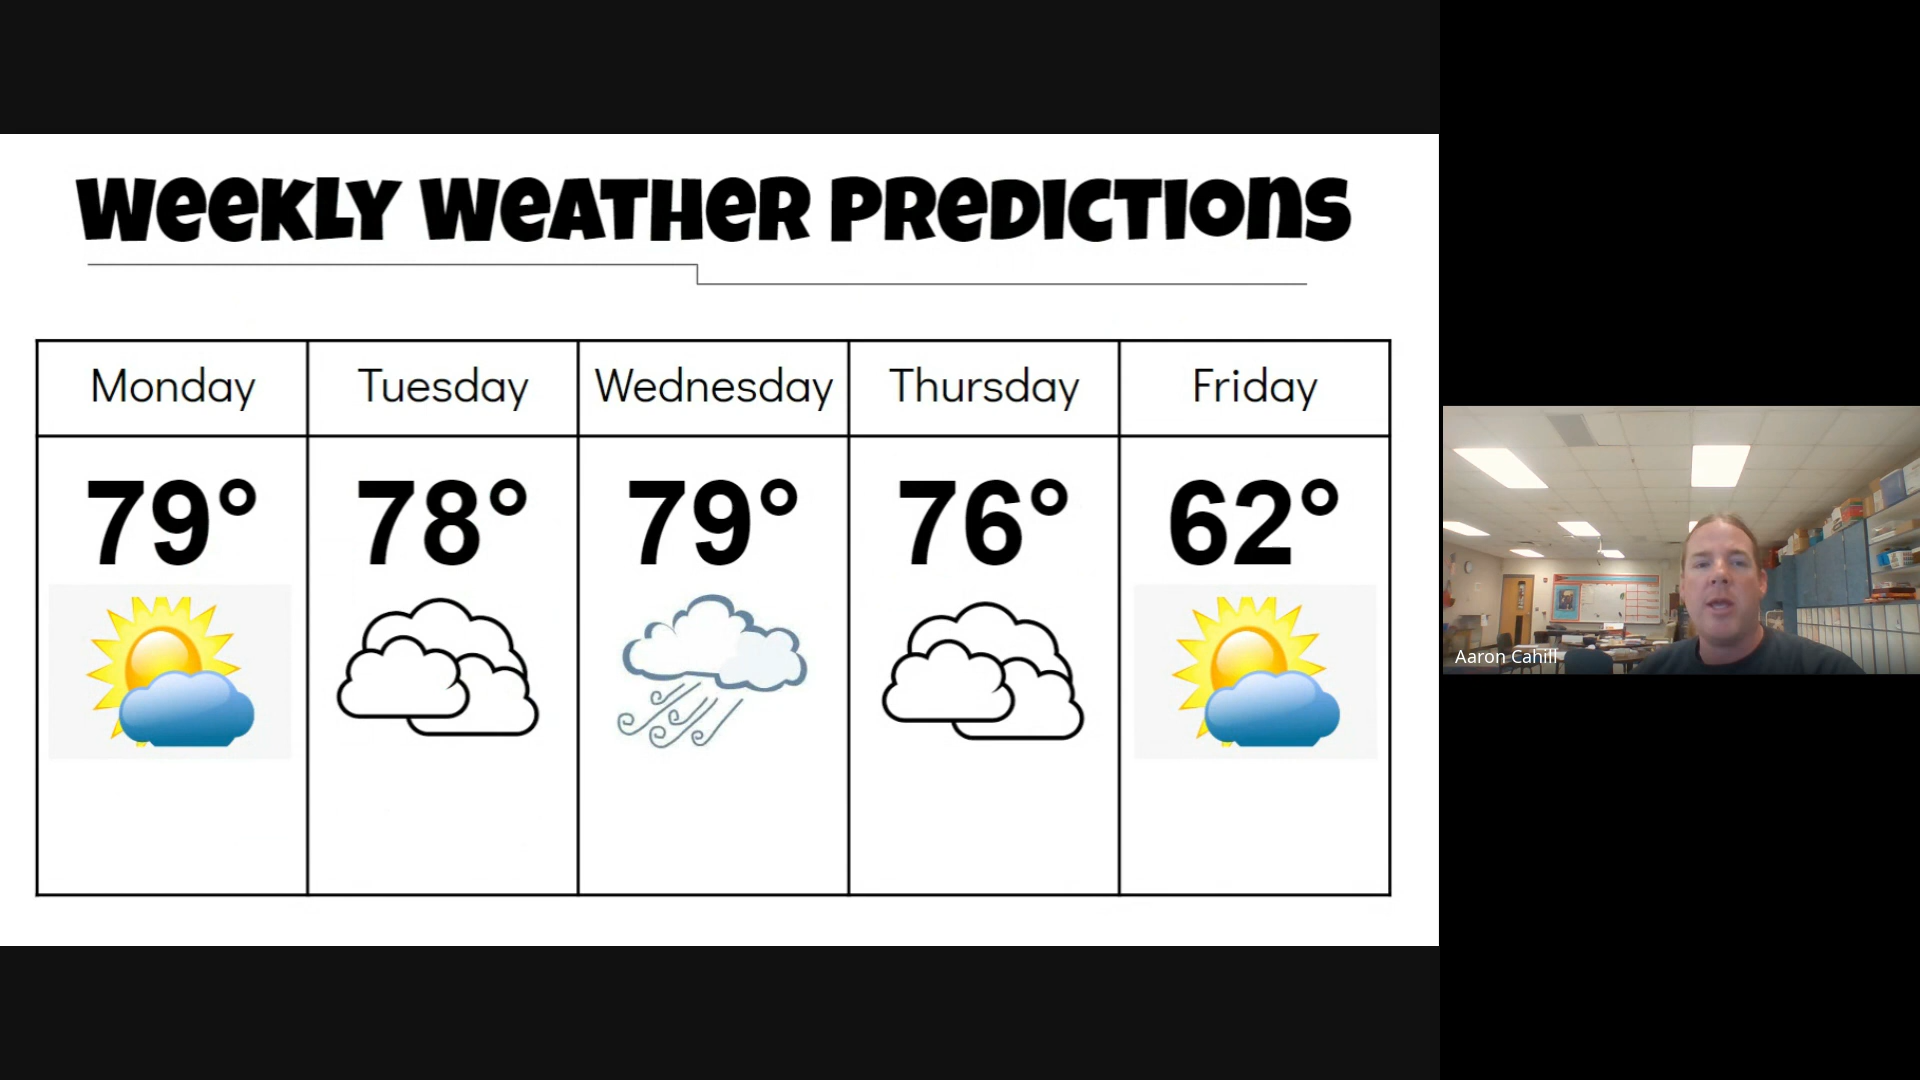 Weekly Weather Predictions
Monday Tuesday Wednesday Thursday Friday
79° 78° 79° 76° 62°
Aaron Cahill